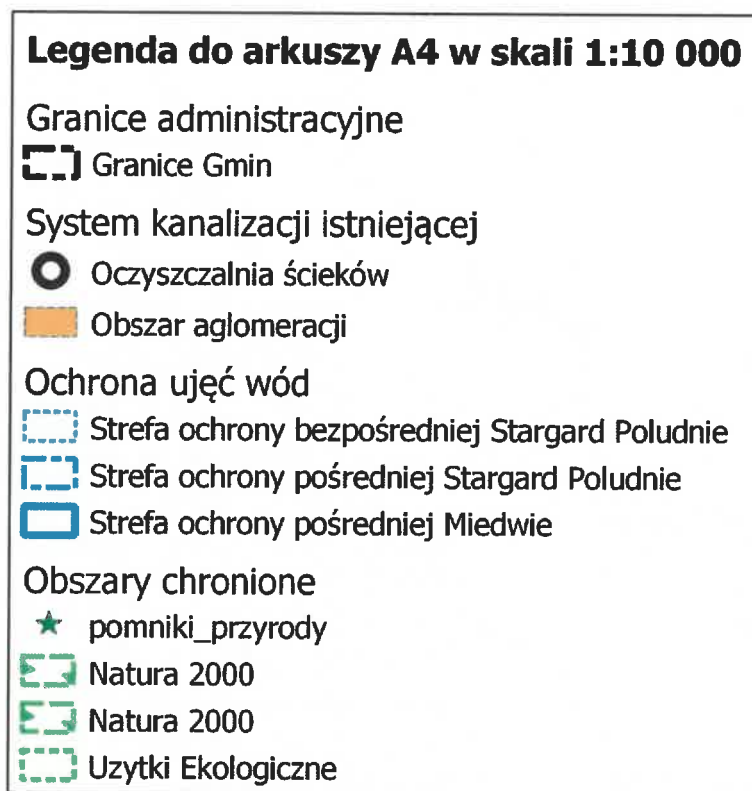 Legenda do arkuszy A4 w skali 1:10 000
Granice administracyjne
Granice Gmin
System kanalizacji istniejącej
Oczyszczalnia ścieków
Obszar aglomeracji
Ochrona ujęć wód
Strefa ochrony bezpośredniej Stargard Poludnie
Strefa ochrony pośredniej Stargard Poludnie
Strefa ochrony pośredniej Miedwie
Obszary chronione
pomniki_przyrody
Natura 2000
Natura 2000
Uzytki Ekologiczne